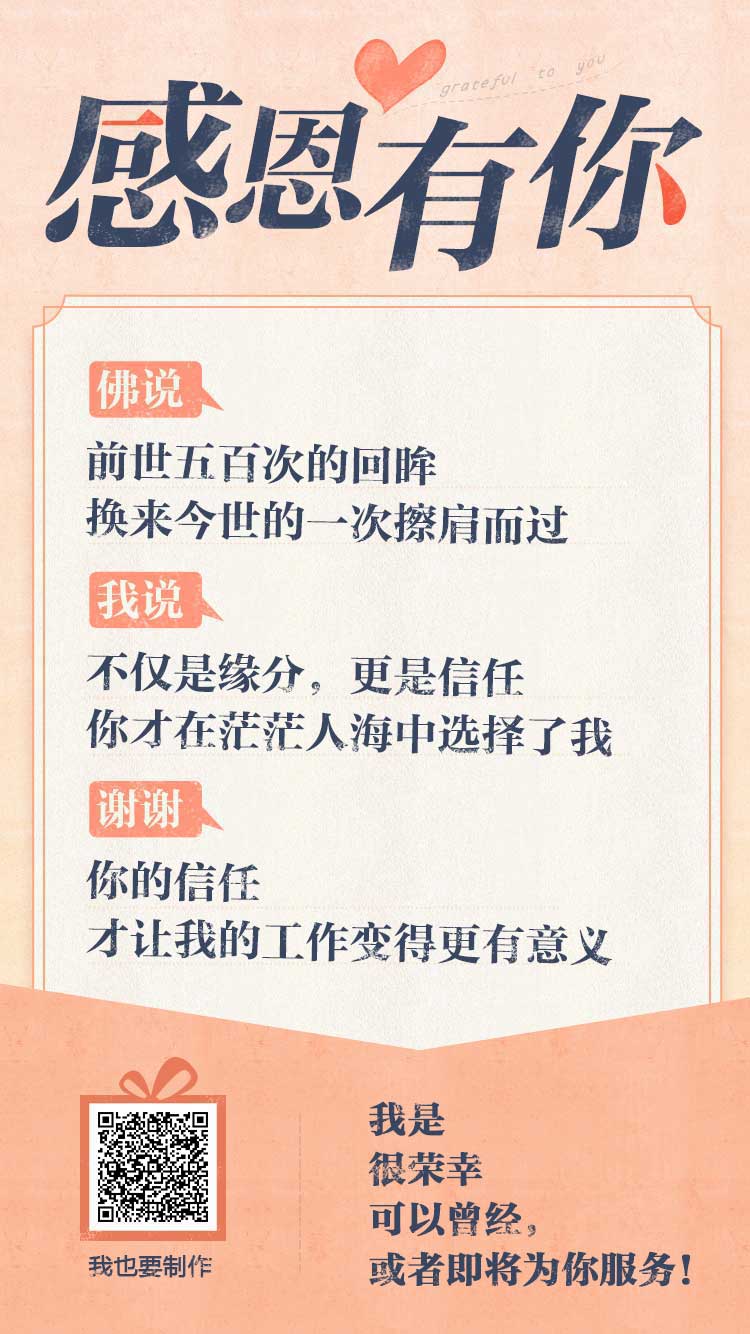 grateful to you
感恩有你
佛说
前世五百次的回眸
换来今世的一次擦肩而过
我说
不仅是缘分，更是信任
你才在茫茫人海中选择了我
谢谢
你的信任
才让我的工作变得更有意义
我是
很荣幸
可以曾经，
或者即将为你服务！
我也要制作